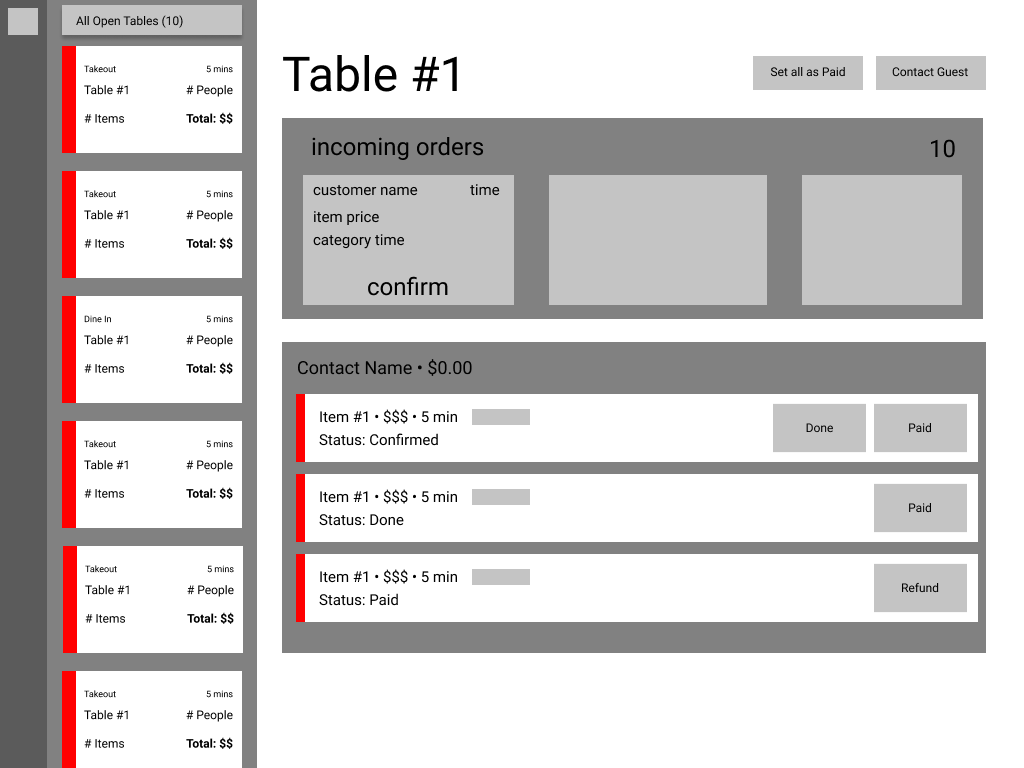 All Open Tables (10)
Takeout 5 mins
Table #1 # People
# Items Total: $$
Takeout 5 mins
Table #1 # People
# Items Total: $$
Dine In 5 mins
Table #1 # People
# Items Total: $$
Takeout 5 mins
Table #1 # People
# Items Total: $$
Takeout 5 mins
Table #1 # People
# Items Total: $$
Takeout 5 mins
Table #1 # People
# Items Total: $$
Table #1
Set all as Paid Contact Guest
incoming orders 10
customer name time
item price
category time
confirm
Contact Name • $0.00
Item #1 • $$$ • 5 min
Status: Confirmed
Done Paid
Item #1 • $$$ • 5 min
Status: Done
Paid
Item #1 • $$$ • 5 min
Status: Paid
Refund